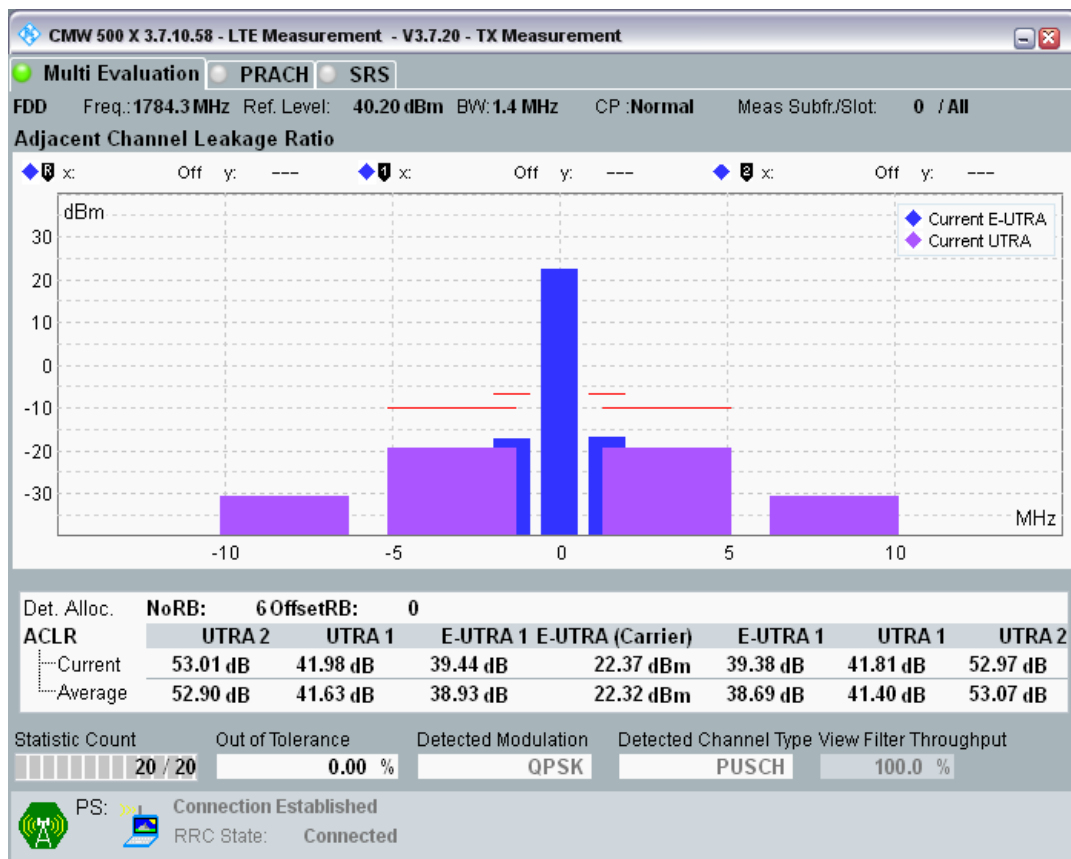 CMW 500 X 3.7.10.58 - LTE Measurement - V3.7.20 - TX Measurement
Multi Evaluation PRACH SRS
FDD Freq.:1784.3 MHz Ref. Level: 40.20 dBm BW:1.4 MHz CP :Normal Meas Subfr./Slot: 0 / All
Adjacent Channel Leakage Ratio
R x: Off y: --- 1 x: Off y: --- 2 x: Off y: ---
dBm
Current E-UTRA
Current UTRA
30
20
10
0
-10
-20
-30
MHz
-10 -5 0 5 10
Det. Alloc. NoRB: 6 OffsetRB: 0
ACLR UTRA 2 UTRA 1 E-UTRA 1 E-UTRA (Carrier) E-UTRA 1 UTRA 1 UTRA 2
Current 53.01 dB 41.98 dB 39.44 dB 22.37 dBm 39.38 dB 41.81 dB 52.97 dB
Average 52.90 dB 41.63 dB 38.93 dB 22.32 dBm 38.69 dB 41.40 dB 53.07 dB
Statistic Count Out of Tolerance Detected Modulation Detected Channel Type View Filter Throughput
20 / 20 0.00 % QPSK PUSCH 100.0 %
PS: Connection Established
RRC State: Connected